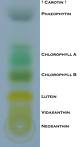 ↑ Carotin ↑
Phaeophytin
Chlorophyll A
Chlorophyll B
Lutein
Violaxanthin
Neoxanthin